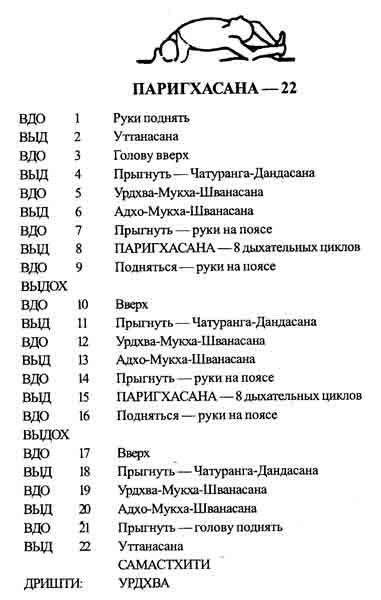 ПАРИГХАСАНА — 22
ВДО 1 Руки поднять
ВЫД 2 Уттанасана
ВДО 3 Голову вверх
ВЫД 4 Прыгнуть — Чатуранга-Дандасана
ВДО 5 Урдхва-Мукха-Шванасана
ВЫД 6 Адхо-Мукха-Шванасана
ВДО 7 Прыгнуть — руки на поясе
ВЫД 8 ПАРИГХАСАНА — 8 дыхательных циклов
ВДО 9 Подняться — руки на поясе
ВЫДОХ
ВДО 10 Вверх
ВЫД 11 Прыгнуть — Чатуранга-Дандасана
ВДО 12 Урдхва-Мукха-Шванасана
ВЫД 13 Адхо-Мукха-Шванасана
ВДО 14 Прыгнуть — руки на поясе
ВЫД 15 ПАРИГХАСАНА — 8 дыхательных циклов
ВДО 16 Подняться — руки на поясе
ВЫДОХ
ВДО 17 Вверх
ВЫД 18 Прыгнуть — Чатуранга-Дандасана
ВДО 19 Урдхва-Мукха-Шванасана
ВЫД 20 Адхо-Мукха-Шванасана
ВДО 21 Прыгнуть — голову поднять
ВЫД 22 Уттанасана
САМАСТХИТИ
ДРИШТИ: УРДХВА